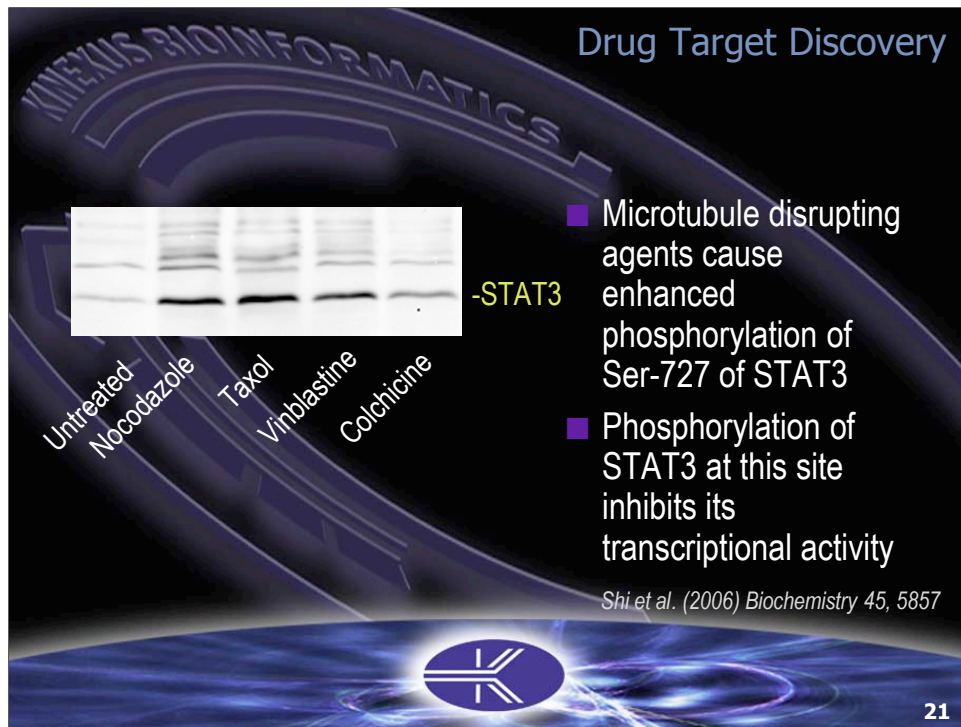 KINEXUS BIOINFORMATICS
Drug Target Discovery
-STAT3
Untreated
Nocodazole
Taxol
Vinblastine
Colchicine
Microtubule disrupting
agents cause
enhanced
phosphorylation of
Ser-727 of STAT3
Phosphorylation of
STAT3 at this site
inhibits its
transcriptional activity
Shi et al. (2006) Biochemistry 45, 5857
21